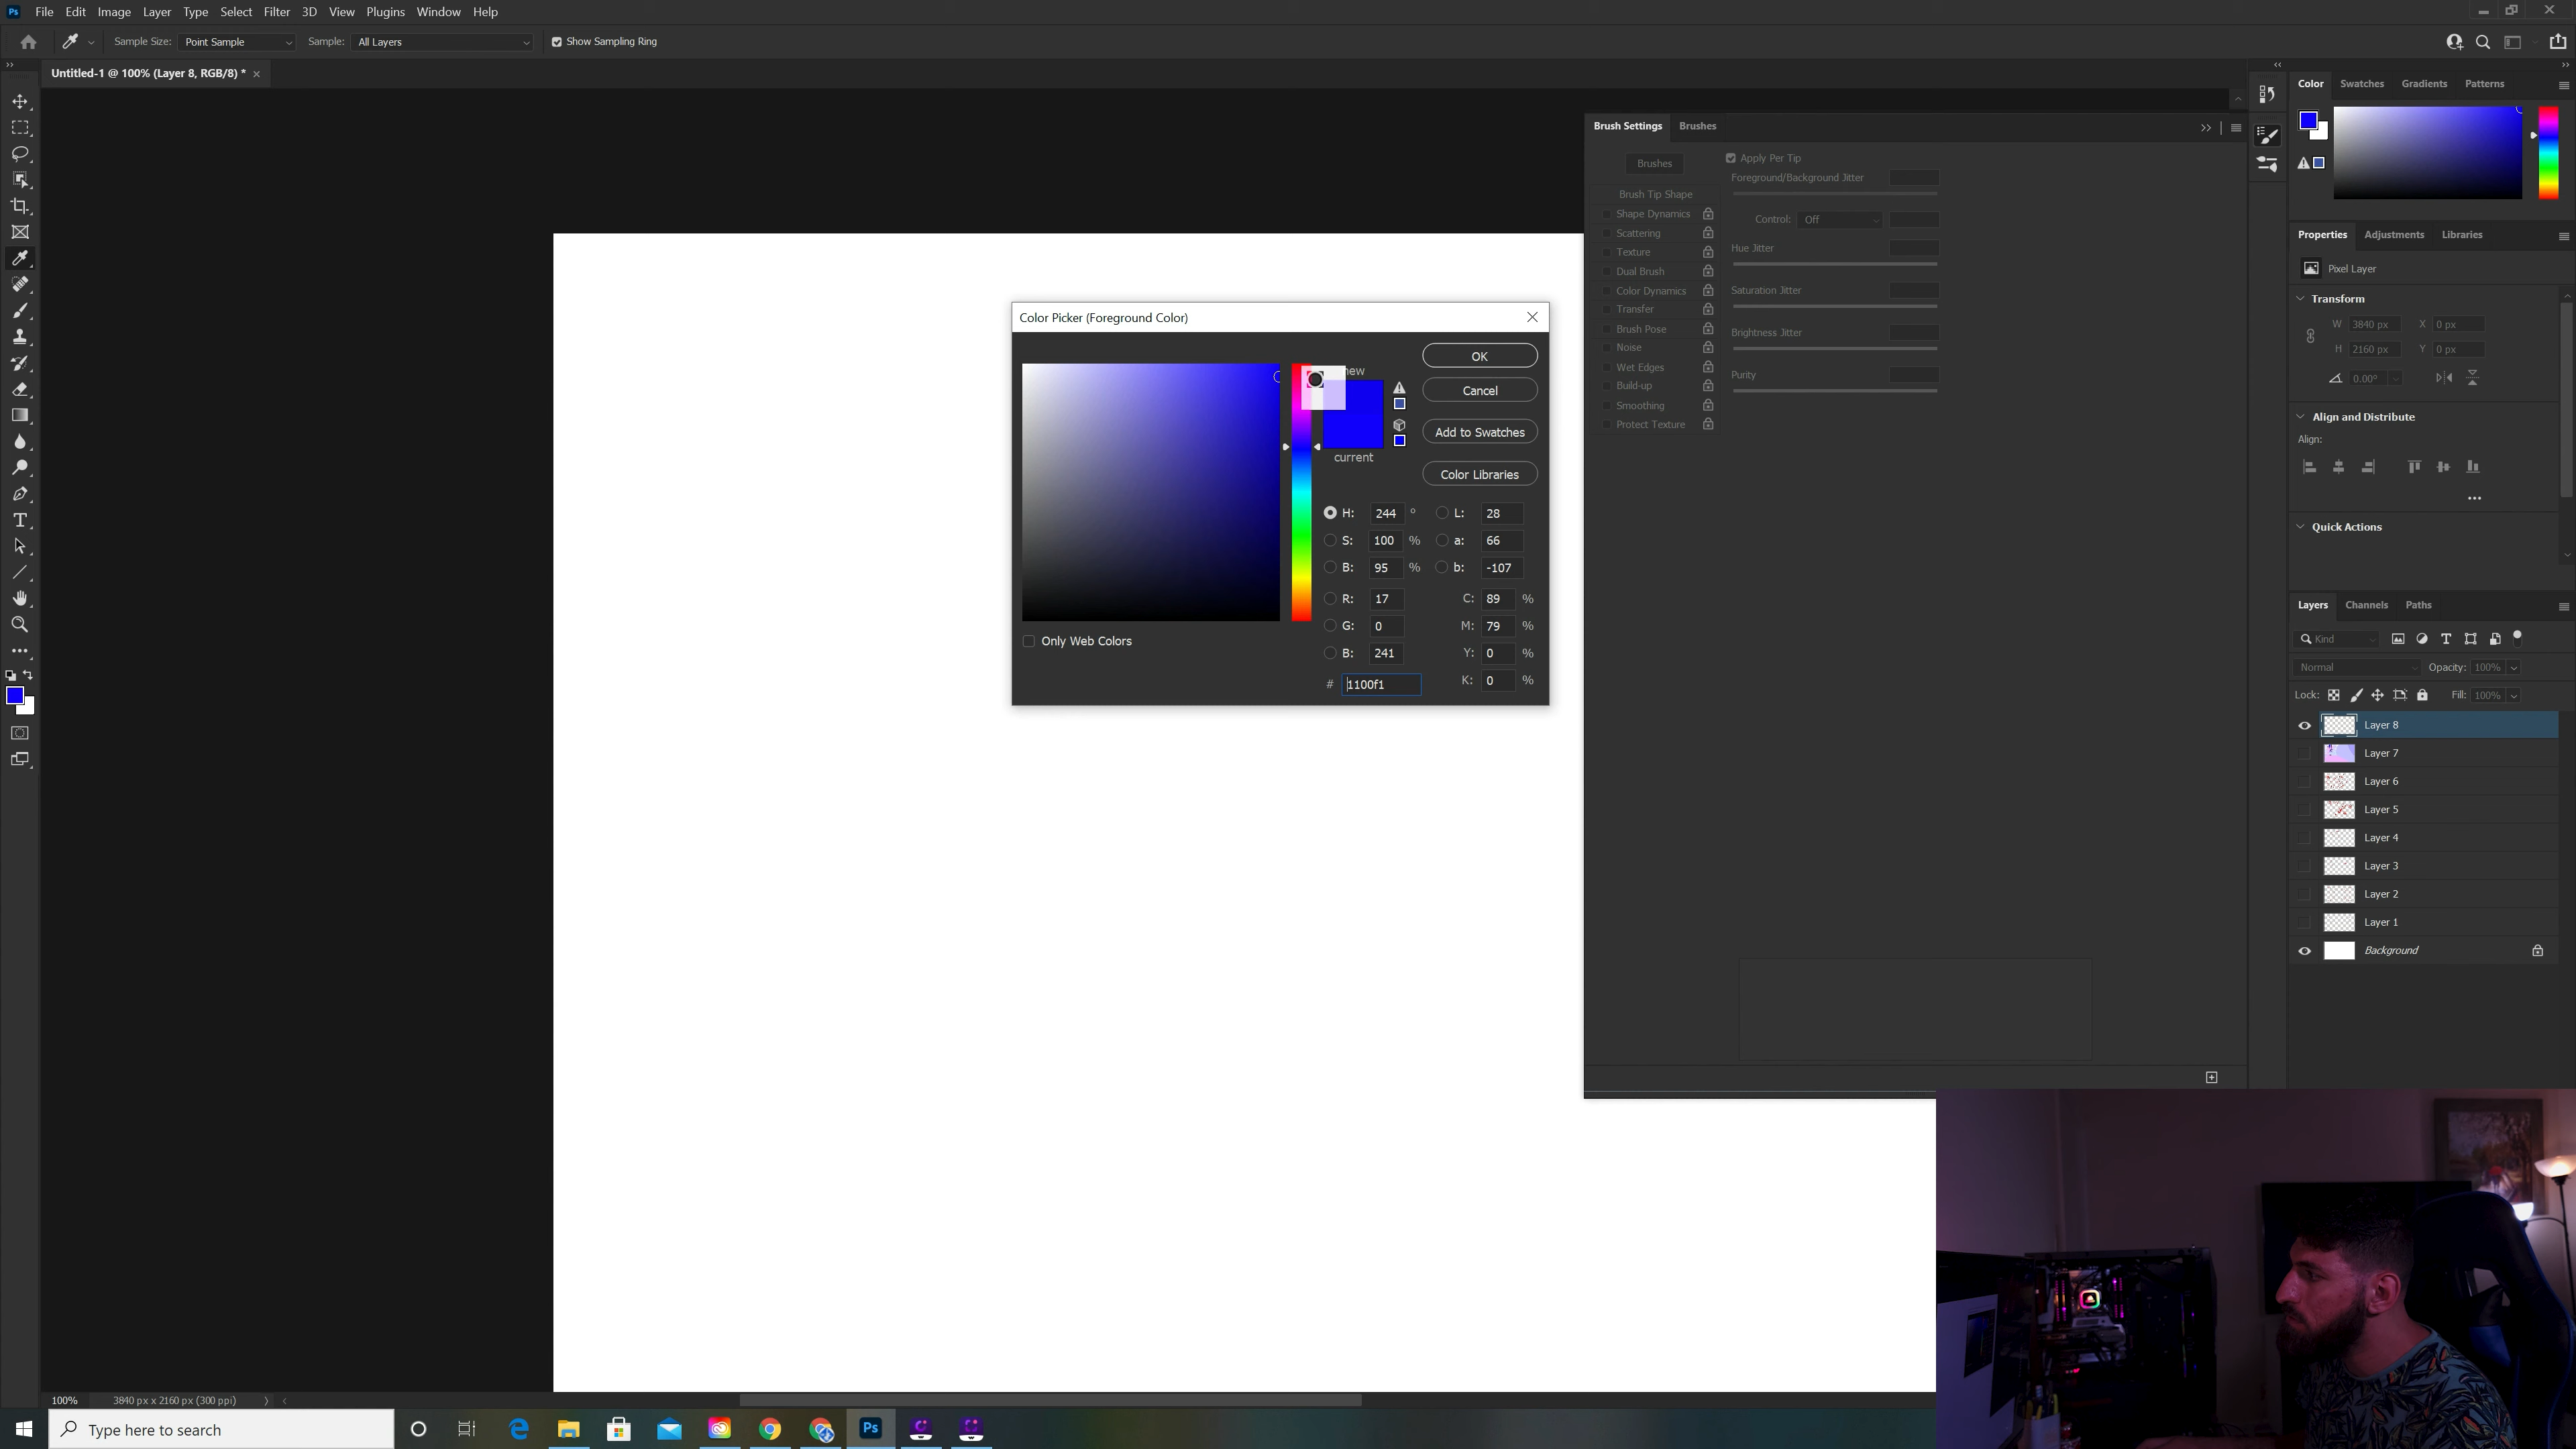 Ps File Edit Image Layer Type Select Filter 3D View Plugins Window Help
Sample Size: Point Sample Sample: All Layers Show Sampling Ring
Untitled-1 @ 100% (Layer 8, RGB/8) * ×
Color Swatches Gradients Patterns
Brush Settings Brushes
Brushes Apply Per Tip
Foreground/Background Jitter
Brush Tip Shape
Shape Dynamics Control: Off
Scattering
Texture Hue Jitter
Dual Brush
Color Dynamics Saturation Jitter
Transfer
Brush Pose Brightness Jitter
Noise
Wet Edges Purity
Build-up
Smoothing
Protect Texture
Color Picker (Foreground Color)
OK
Cancel
Add to Swatches
current
Color Libraries
H: 244 ° L: 28
S: 100 % a: 66
B: 95 % b: -107
R: 17 C: 89 %
G: 0 M: 79 %
B: 241 Y: 0 %
# 1100f1 K: 0 %
Only Web Colors
Properties Adjustments Libraries
Pixel Layer
Transform
W 3840 px X 0 px
H 2160 px Y 0 px
0.00°
Align and Distribute
Align:
Quick Actions
Layers Channels Paths
Kind
Normal Opacity: 100%
Lock: Fill: 100%
Layer 8
Layer 7
Layer 6
Layer 5
Layer 4
Layer 3
Layer 2
Layer 1
Background
100% 3840 px x 2160 px (300 ppi)
Type here to search
Ps